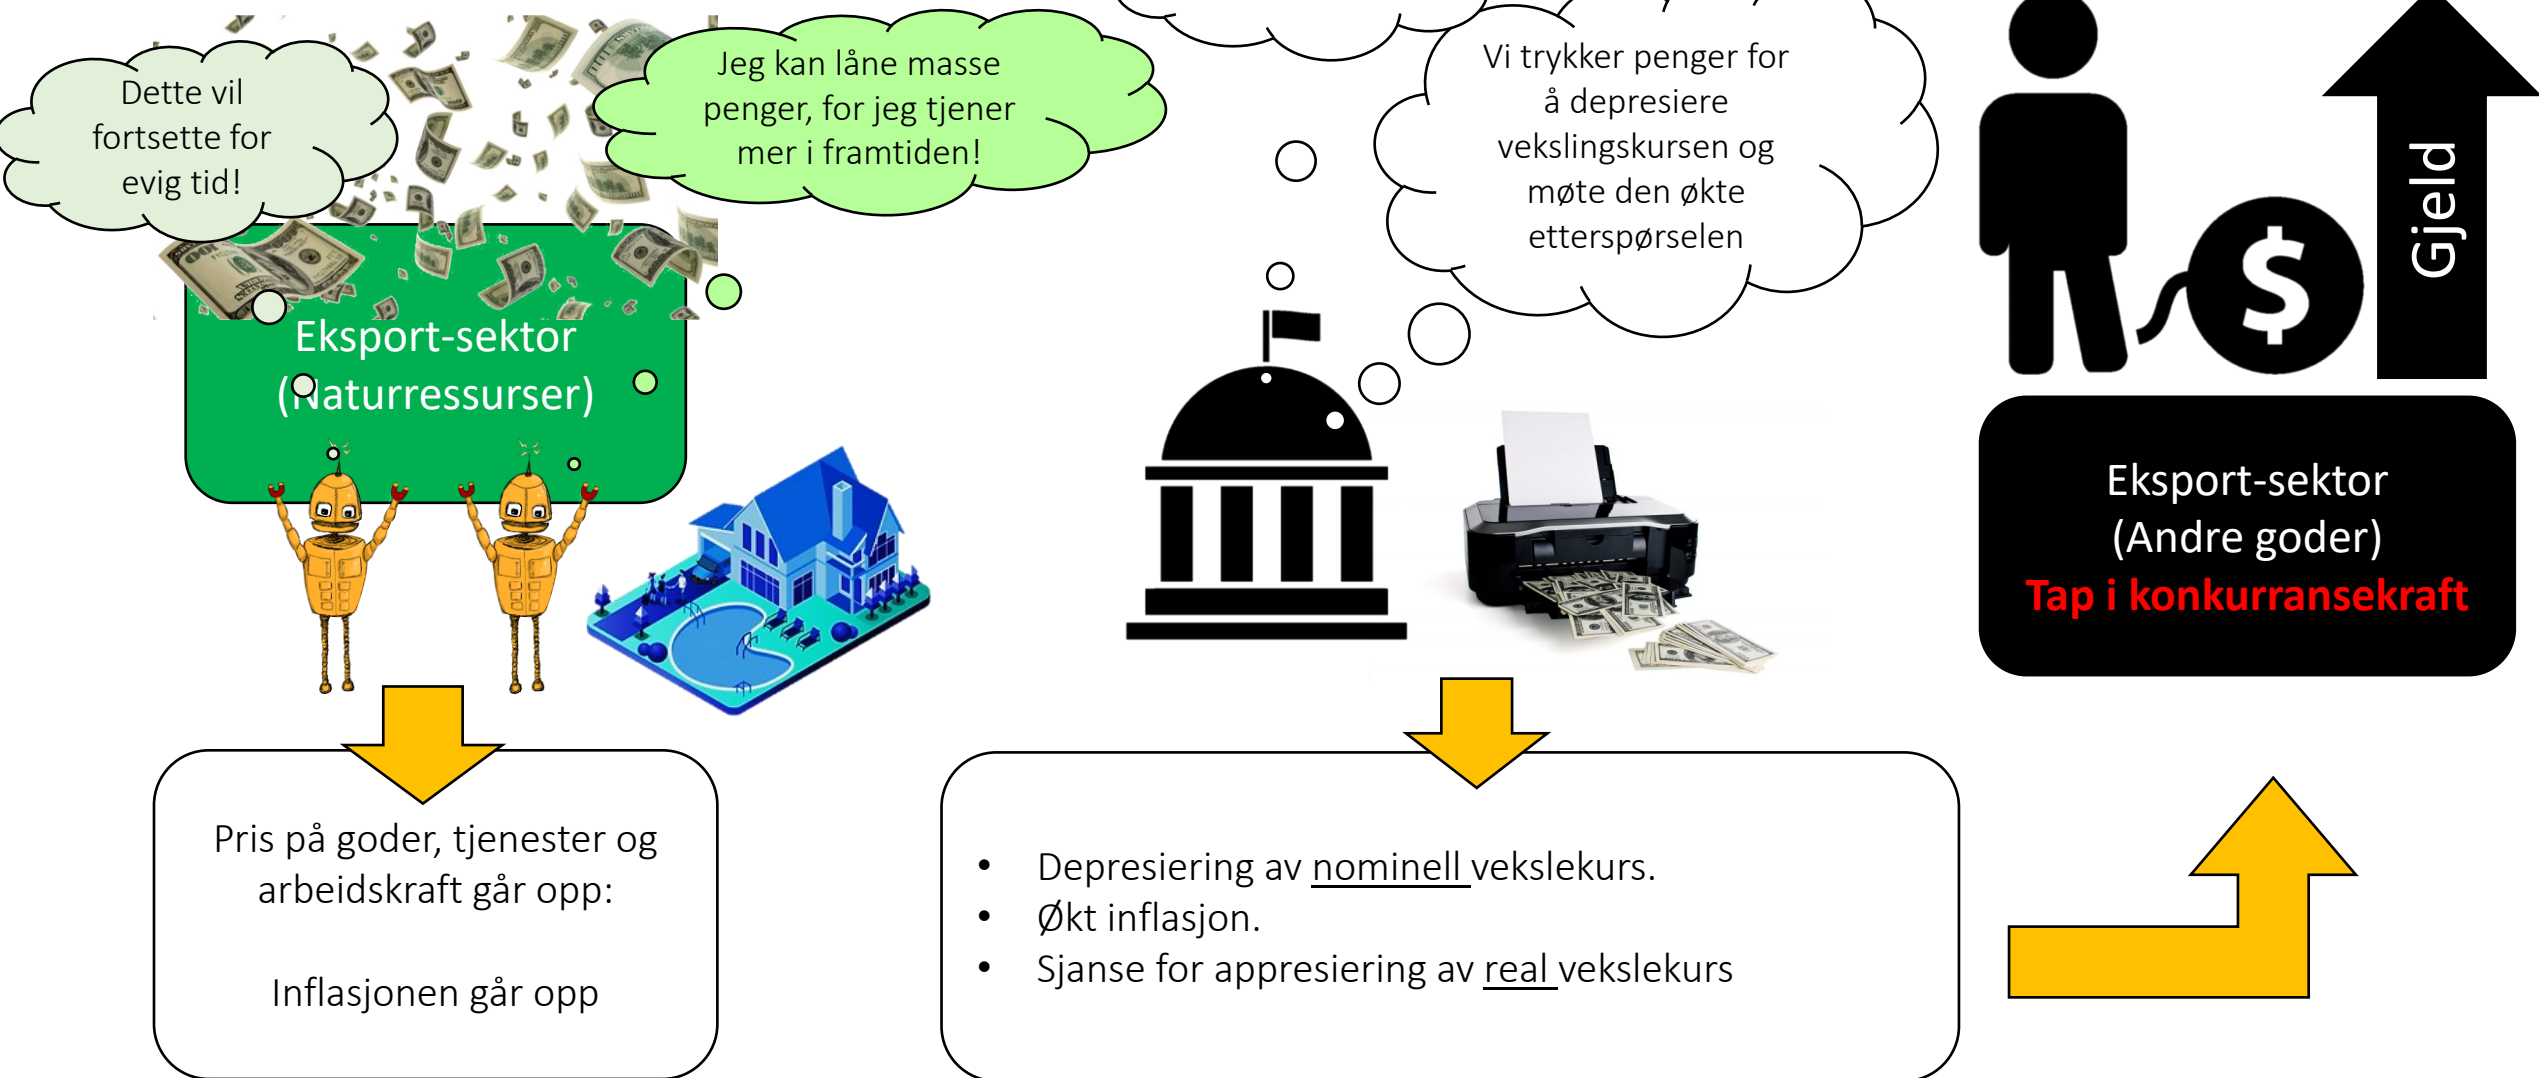 Dette vil
fortsette for
evig tid!
Jeg kan låne masse
penger, for jeg tjener
mer i framtiden!
Vi trykker penger for
å depresiere
vekslingskursen og
møte den økte
etterspørselen
Gjeld
$
Eksport-sektor
(Naturressurser)
Eksport-sektor
(Andre goder)
Tap i konkurransekraft
Pris på goder, tjenester og
arbeidskraft går opp:
Inflasjonen går opp
• Depresiering av nominell vekslekurs.
• Økt inflasjon.
• Sjanse for appresiering av real vekslekurs